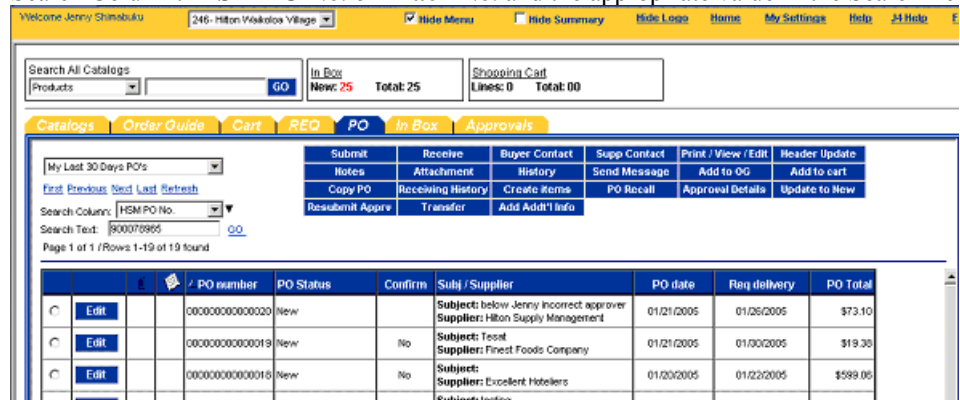 Welcome Jenny Shimabuku 246- Hilton Waikoloa Village Hide Menu Hide Summary Hide Logo Home My Settings Help J4 Help
Search All Catalogs
Products GO
In Box
New: 25 Total: 25
Shopping Cart
Lines: 0 Total: 00
Catalogs Order Guide Cart REQ PO In Box Approvals
My Last 30 Days PO's
First Previous Next Last Refresh
Search Column: HSM PO No.
Search Text: 900078965 GO
Page 1 of 1 / Rows 1-19 of 19 found
Submit Receive Buyer Contact Supp Contact Print / View / Edit Header Update
Notes Attachment History Send Message Add to OG Add to cart
Copy PO Receiving History Create items PO Recall Approval Details Update to New
Resubmit Apprv Transfer Add Addt'l Info
PO number PO Status Confirm Subj / Supplier PO date Req delivery PO Total
Edit 00000000000020 New Subject: below Jenny incorrect approver 01/21/2005 01/26/2005 $73.10
Supplier: Hilton Supply Management
Edit 00000000000019 New No Subject: Tesat 01/21/2005 01/30/2005 $19.38
Supplier: Finest Foods Company
Edit 00000000000018 New No Subject: 01/20/2005 01/22/2005 $599.06
Supplier: Excellent Hoteliers